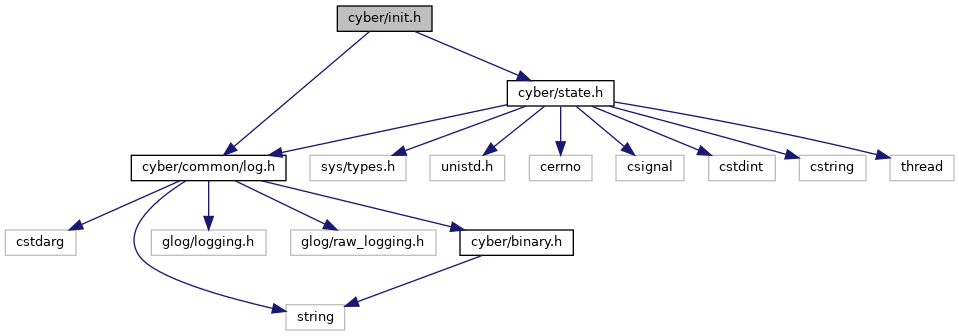 cyber/init.h
cyber/state.h
cyber/common/log.h
sys/types.h
unistd.h
cerrno
csignal
cstdint
cstring
thread
cstdarg
glog/logging.h
glog/raw_logging.h
cyber/binary.h
string